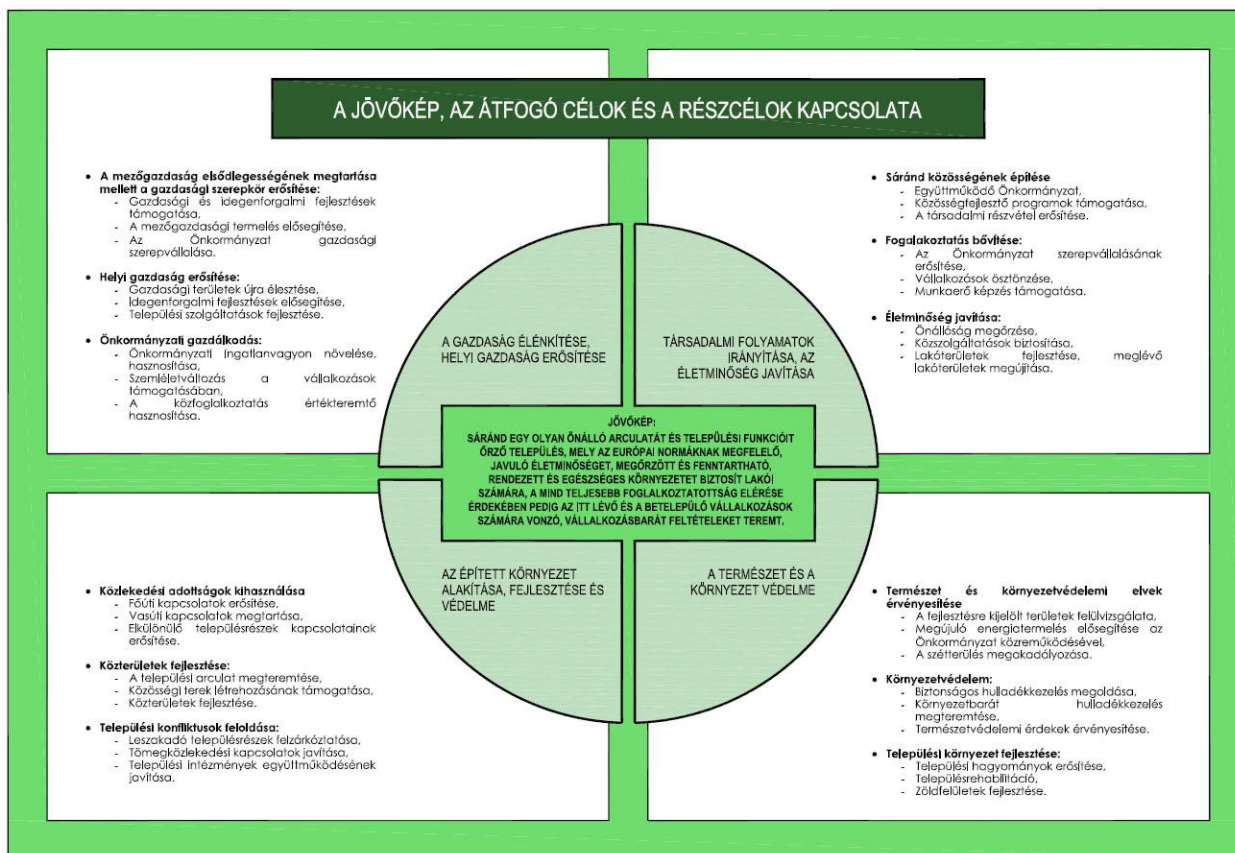 A JÖVŐKÉP, AZ ÁTFOGÓ CÉLOK ÉS A RÉSZCÉLOK KAPCSOLATA
• A mezőgazdaság elsődlegességének megtartása
mellett a gazdasági szerepkör erősítése:
- Gazdasági és idegenforgalmi fejlesztések
támogatása,
- A mezőgazdasági termelés elősegítése,
- Az Önkormányzat gazdasági
szerepvállalása.
• Helyi gazdaság erősítése:
- Gazdasági területek újra élesztése,
- Idegenforgalmi fejlesztések elősegítése,
- Települési szolgáltatások fejlesztése.
• Önkormányzati gazdálkodás:
- Önkormányzati ingatlanvagyon növelése,
hasznosítása,
- Szemléletváltozás a vállalkozások
támogatásában,
- A közfoglalkoztatás értékteremtő
hasznosítása.
• Sáránd közösségének építése
- Együttműködő Önkormányzat,
- Közösségfejlesztő programok támogatása,
- A társadalmi részvétel erősítése.
• Fogalakoztatás bővítése:
- Az Önkormányzat szerepvállalásának
erősítése,
- Vállalkozások ösztönzése,
- Munkaerő képzés támogatása.
• Életminőség javítása:
- Önállóság megőrzése,
- Közszolgáltatások biztosítása,
- Lakóterületek fejlesztése, meglévő
lakóterületek megújítása.
A GAZDASÁG ÉLÉNKÍTÉSE,
HELYI GAZDASÁG ERŐSÍTÉSE
TÁRSADALMI FOLYAMATOK
IRÁNYÍTÁSA, AZ
ÉLETMINŐSÉG JAVÍTÁSA
JÖVŐKÉP:
SÁRÁND EGY OLYAN ÖNÁLLÓ ARCULATÁT ÉS TELEPÜLÉSI FUNKCIÓIT
ŐRZŐ TELEPÜLÉS, MELY AZ EURÓPAI NORMÁKNAK MEGFELELŐ,
JAVULÓ ÉLETMINŐSÉGET, MEGŐRZÖTT ÉS FENNTARTHATÓ,
RENDEZETT ÉS EGÉSZSÉGES KÖRNYEZETET BIZTOSÍT LAKÓI
SZÁMÁRA, A MIND TELJESEBB FOGLALKOZTATOTTSÁG ELÉRÉSE
ÉRDEKÉBEN PEDIG AZ ITT LÉVŐ ÉS A BETELEPÜLŐ VÁLLALKOZÁSOK
SZÁMÁRA VONZÓ, VÁLLALKOZÁSBARÁT FELTÉTELEKET TEREMT.
AZ ÉPÍTETT KÖRNYEZET
ALAKÍTÁSA, FEJLESZTÉSE ÉS
VÉDELME
A TERMÉSZET ÉS A
KÖRNYEZET VÉDELME
• Közlekedési adottságok kihasználása
- Főúti kapcsolatok erősítése,
- Vasúti kapcsolatok megtartása,
- Elkülönülő településrészek kapcsolatainak
erősítése.
• Közterületek fejlesztése:
- A települési arculat megteremtése,
- Közösségi terek létrehozásának támogatása,
- Közterületek fejlesztése.
• Települési konfliktusok feloldása:
- Leszakadó településrészek felzárkóztatása,
- Tömegközlekedési kapcsolatok javítása,
- Települési intézmények együttműködésének
javítása.
• Természet és környezetvédelmi elvek
érvényesítése
- A fejlesztésre kijelölt területek felülvizsgálata,
- Megújuló energiatermelés elősegítése az
Önkormányzat közreműködésével,
- A szétterülés megakadályozása.
• Környezetvédelem:
- Biztonságos hulladékkezelés megoldása,
- Környezetbarát hulladékkezelés
megteremtése,
- Természetvédelmi érdekek érvényesítése.
• Települési környezet fejlesztése:
- Települési hagyományok erősítése,
- Településrehabilitáció,
- Zöldfelületek fejlesztése.